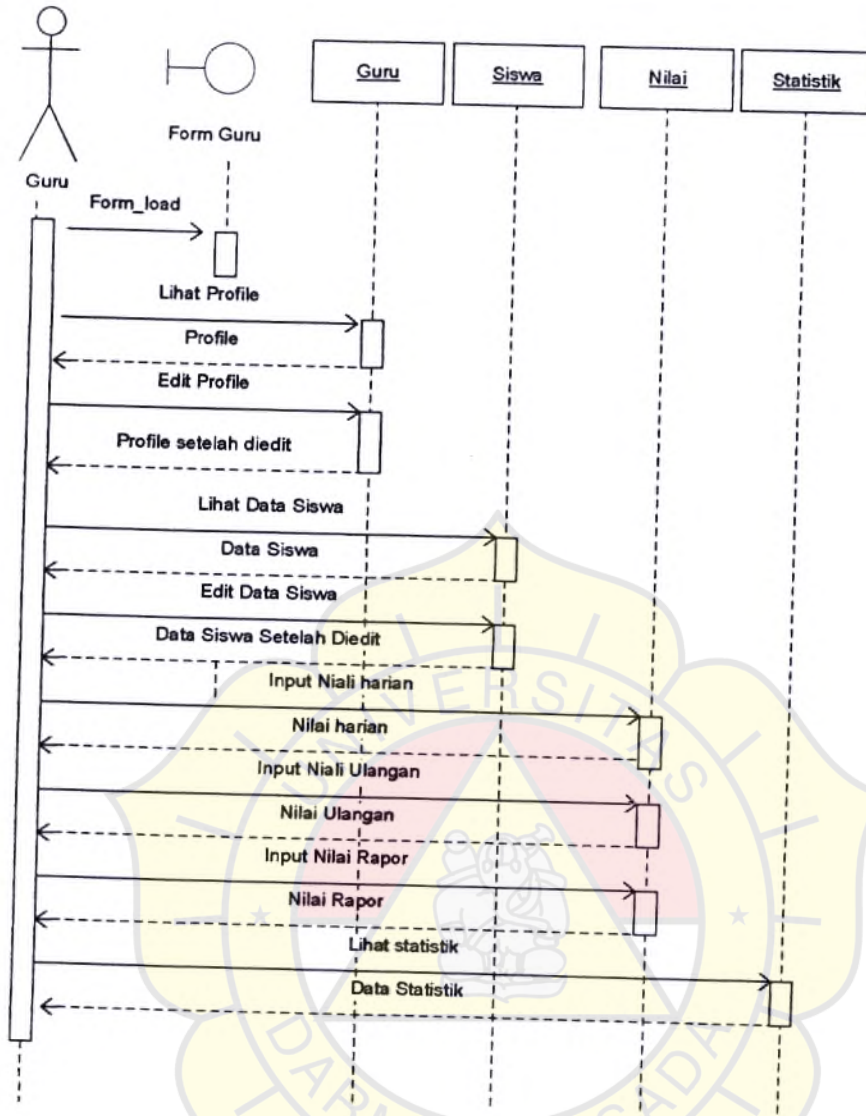 Guru
Siswa
Nilai
Statistik
Form Guru
Guru
Form_load
Lihat Profile
Profile
Edit Profile
Profile setelah diedit
Lihat Data Siswa
Data Siswa
Edit Data Siswa
Data Siswa Setelah Diedit
Input Niali harian
Nilai harian
Input Niali Ulangan
Nilai Ulangan
Input Nilai Rapor
Nilai Rapor
Lihat statistik
Data Statistik
UNIVERSITAS